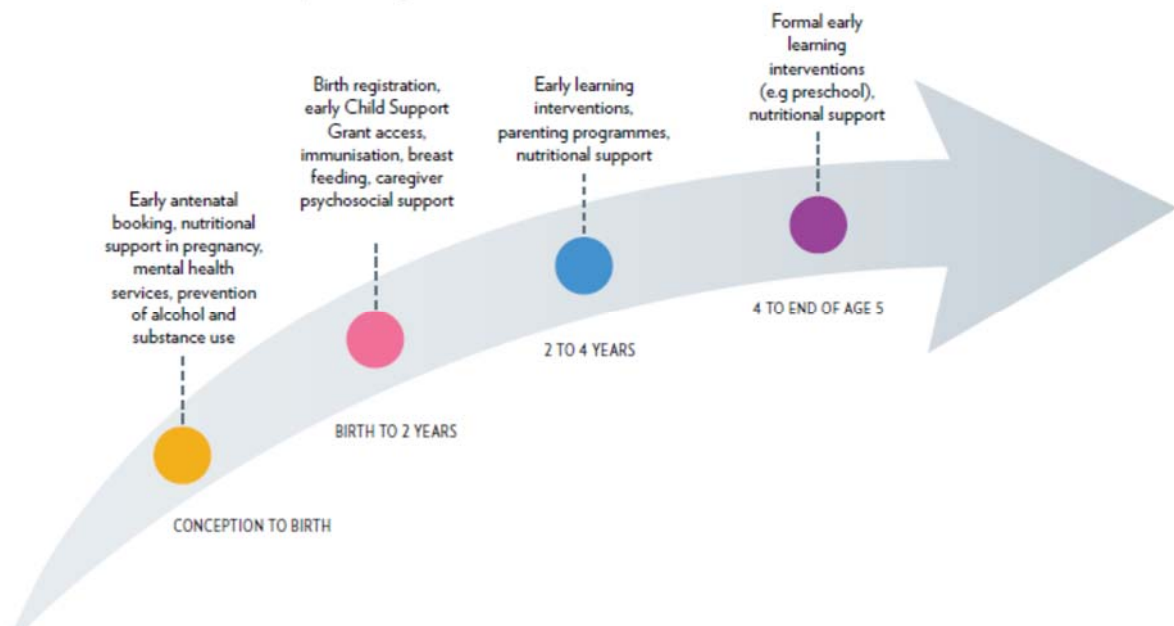 Early antenatal
booking, nutritional
support in pregnancy,
mental health
services, prevention
of alcohol and
substance use
CONCEPTION TO BIRTH
Birth registration,
early Child Support
Grant access,
immunisation, breast
feeding, caregiver
psychosocial support
BIRTH TO 2 YEARS
Early learning
interventions,
parenting programmes,
nutritional support
2 TO 4 YEARS
Formal early
learning
interventions
(e.g preschool),
nutritional support
4 TO END OF AGE 5